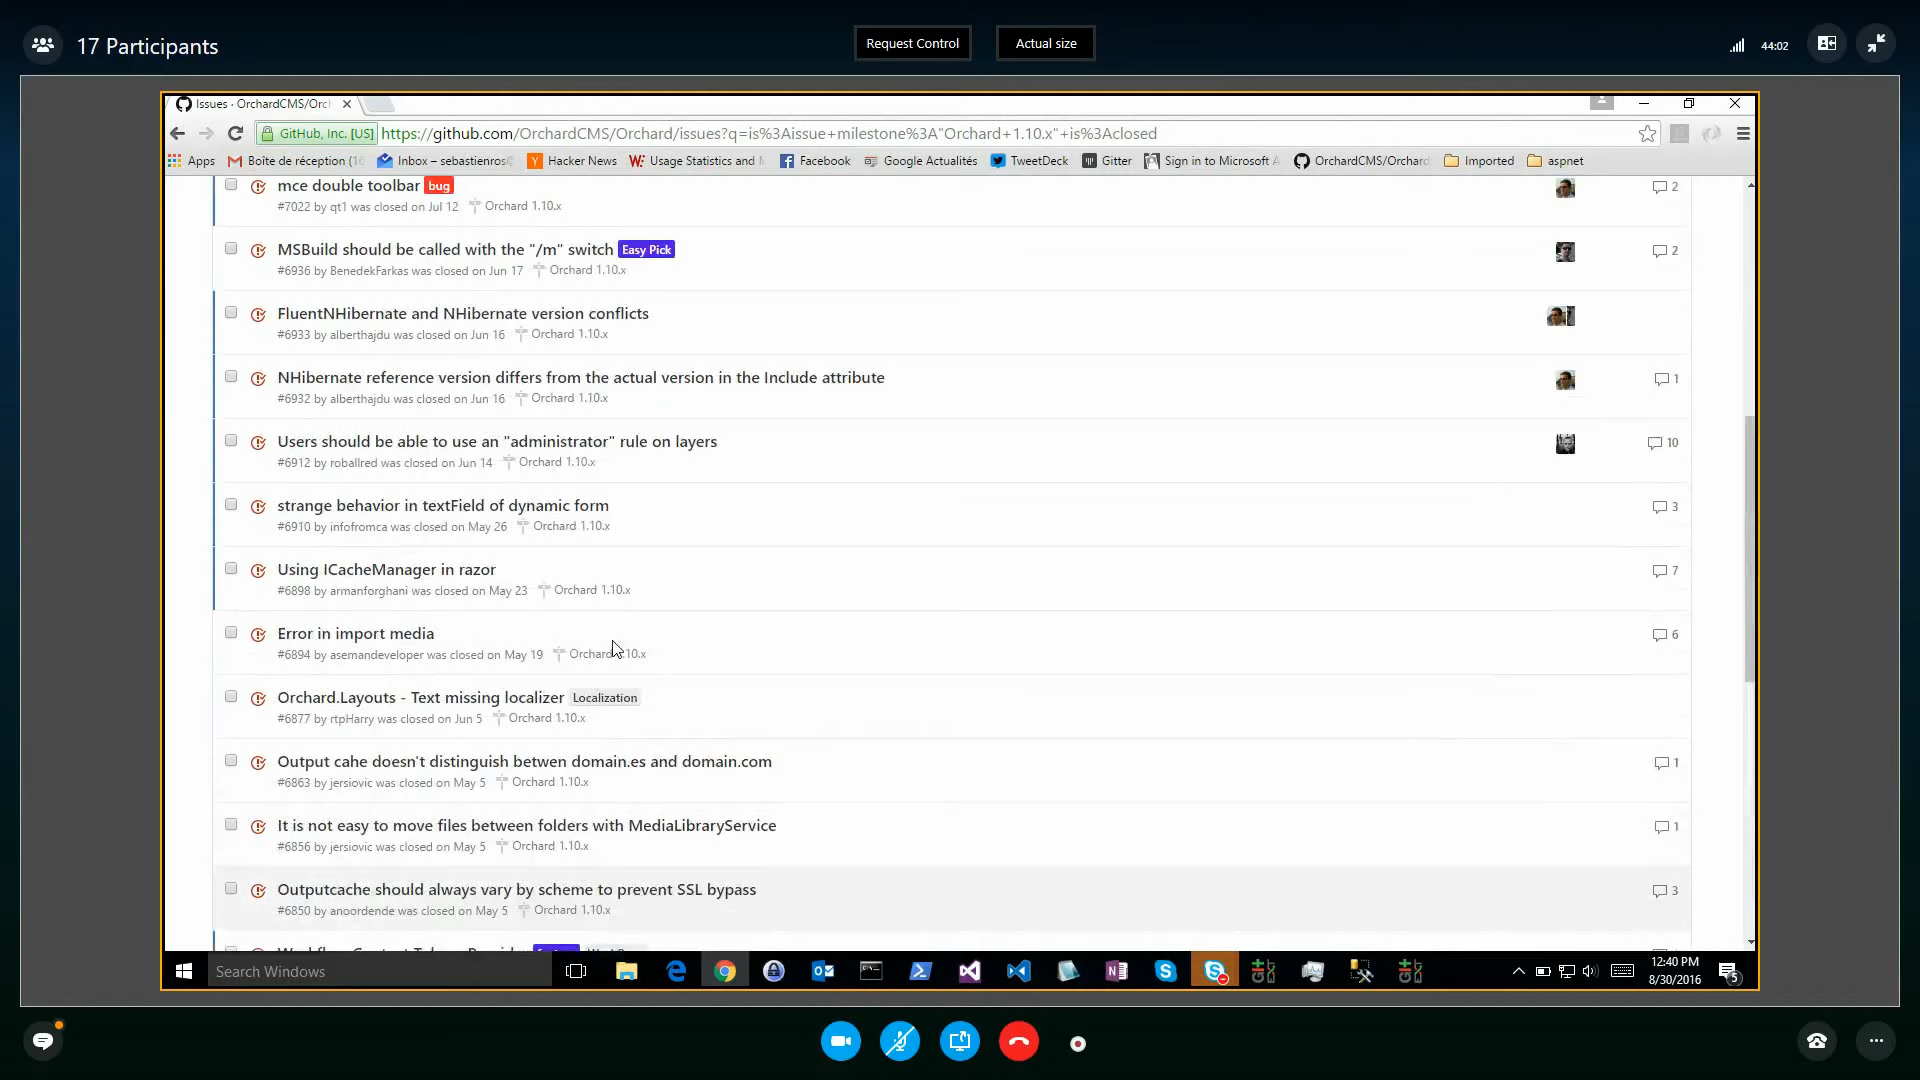 17 Participants
Request Control
Actual size
44:02
Issues · OrchardCMS/Orch
GitHub, Inc. [US]
https://github.com/OrchardCMS/Orchard/issues?q=is%3Aissue+milestone%3A"Orchard+1.10.x"+is%3Aclosed
Apps
Boîte de réception (1
Inbox – sebastienros
Hacker News
Usage Statistics and
Facebook
Google Actualités
TweetDeck
Gitter
Sign in to Microsoft
OrchardCMS/Orchard
Imported
aspnet
mce double toolbar bug 2
#7022 by qt1 was closed on Jul 12 Orchard 1.10.x
MSBuild should be called with the "/m" switch Easy Pick 2
#6936 by BenedekFarkas was closed on Jun 17 Orchard 1.10.x
FluentNHibernate and NHibernate version conflicts
#6933 by alberthajdu was closed on Jun 16 Orchard 1.10.x
NHibernate reference version differs from the actual version in the Include attribute 1
#6932 by alberthajdu was closed on Jun 16 Orchard 1.10.x
Users should be able to use an "administrator" rule on layers 10
#6912 by roballred was closed on Jun 14 Orchard 1.10.x
strange behavior in textField of dynamic form 3
#6910 by infofromca was closed on May 26 Orchard 1.10.x
Using ICacheManager in razor 7
#6898 by armanforghani was closed on May 23 Orchard 1.10.x
Error in import media 6
#6894 by asemandeveloper was closed on May 19 Orchard 1.10.x
Orchard.Layouts - Text missing localizer Localization
#6877 by rtpHarry was closed on Jun 5 Orchard 1.10.x
Output cahe doesn't distinguish betwen domain.es and domain.com 1
#6863 by jersiovic was closed on May 5 Orchard 1.10.x
It is not easy to move files between folders with MediaLibraryService 1
#6856 by jersiovic was closed on May 5 Orchard 1.10.x
Outputcache should always vary by scheme to prevent SSL bypass 3
#6850 by anoordende was closed on May 5 Orchard 1.10.x
Search Windows
12:40 PM
8/30/2016
5